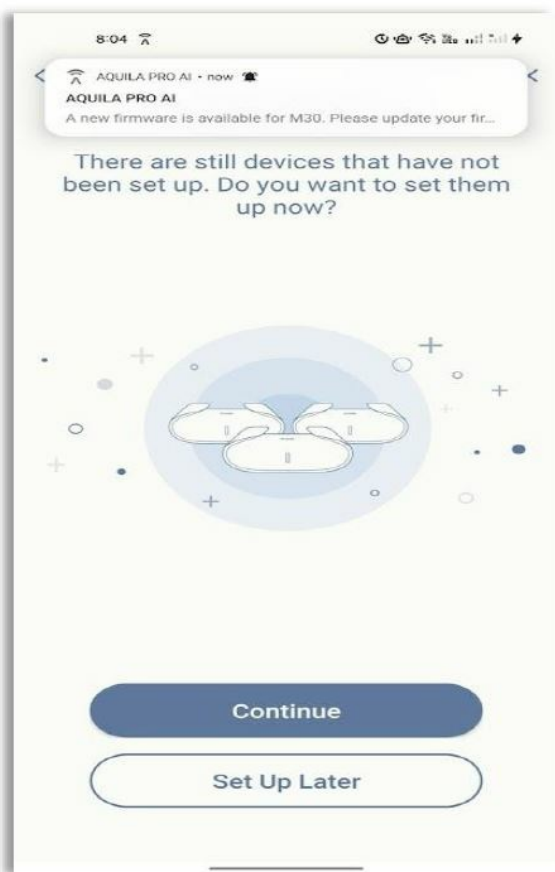 8:04
AQUILA PRO AI • now
AQUILA PRO AI
A new firmware is available for M30. Please update your fir...
There are still devices that have not
been set up. Do you want to set them
up now?
Continue
Set Up Later